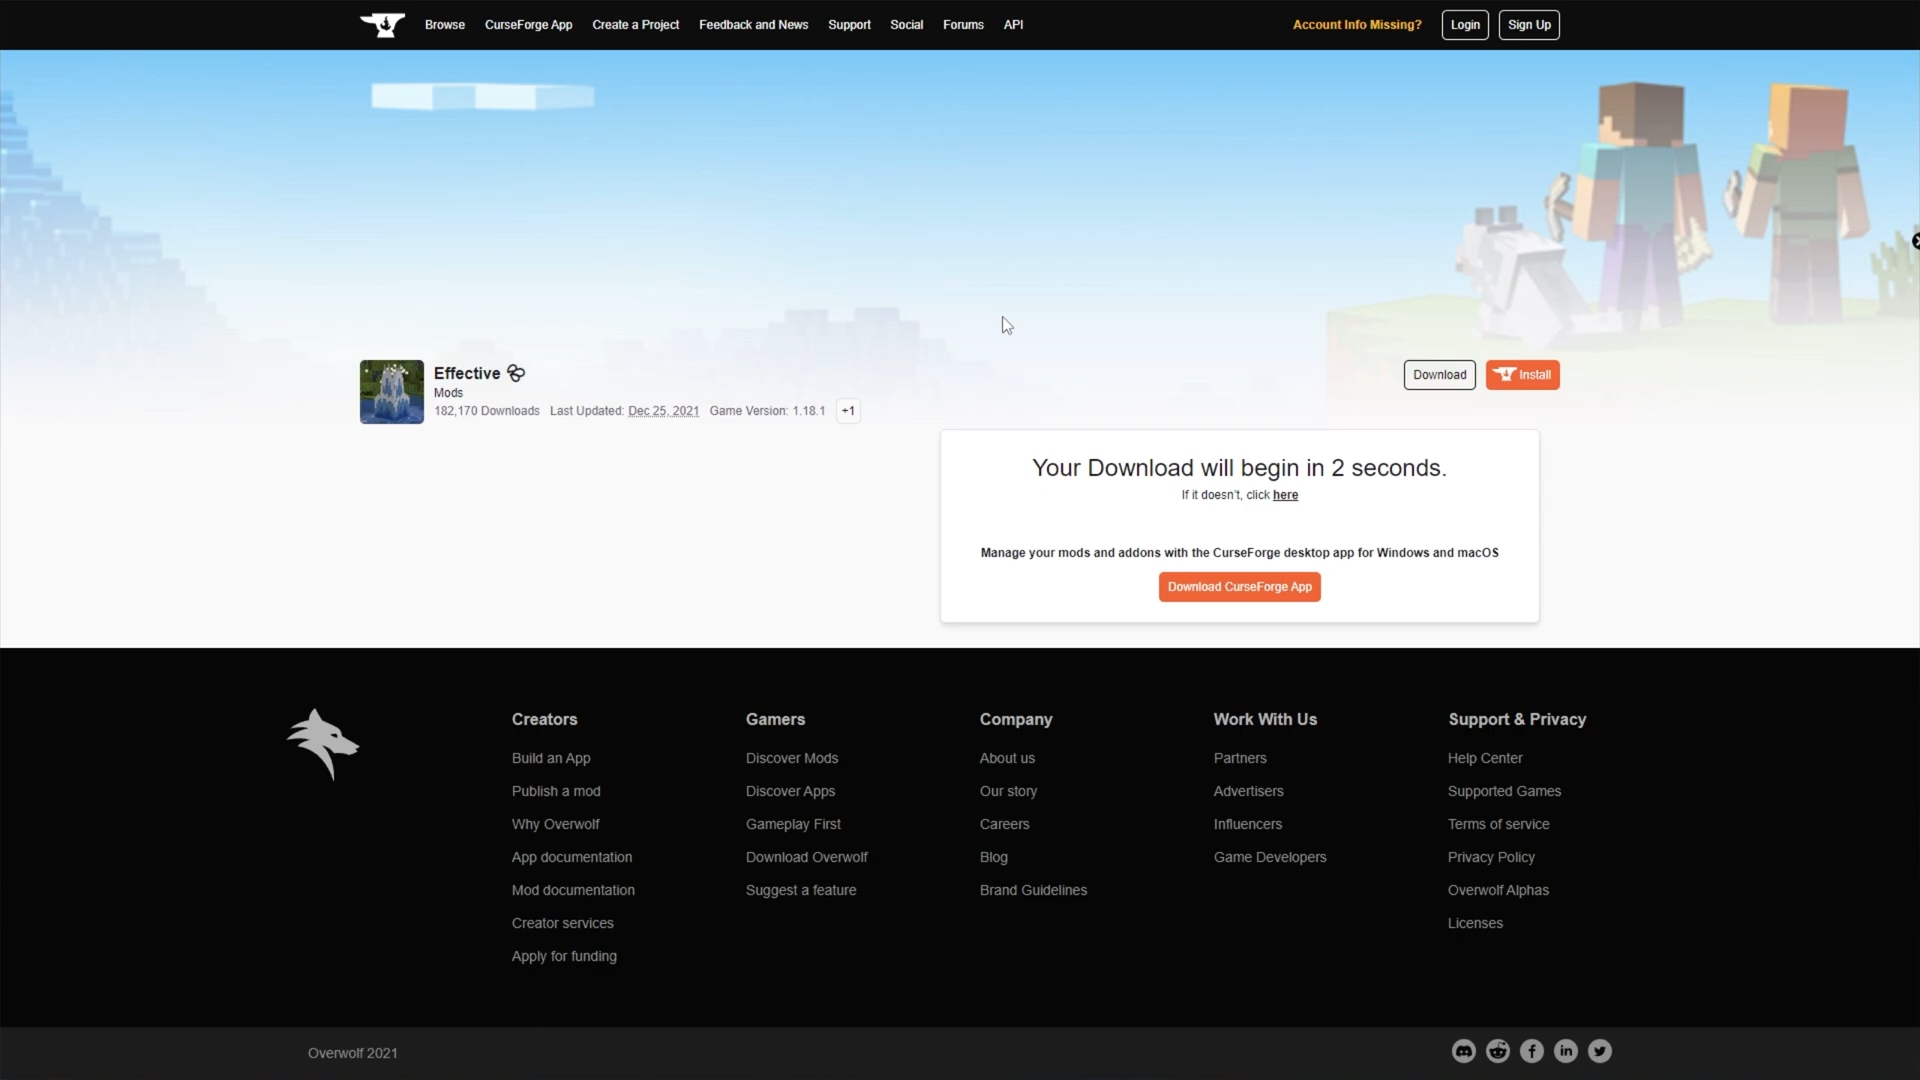 Browse CurseForge App Create a Project Feedback and News Support Social Forums API Account Info Missing? Login Sign Up
Effective
Download Install
Mods
182,170 Downloads Last Updated: Dec 25, 2021 Game Version: 1.18.1 +1
Your Download will begin in 2 seconds.
If it doesn't, click here
Manage your mods and addons with the CurseForge desktop app for Windows and macOS
Download CurseForge App
Creators
Build an App
Publish a mod
Why Overwolf
App documentation
Mod documentation
Creator services
Apply for funding
Gamers
Discover Mods
Discover Apps
Gameplay First
Download Overwolf
Suggest a feature
Company
About us
Our story
Careers
Blog
Brand Guidelines
Work With Us
Partners
Advertisers
Influencers
Game Developers
Support & Privacy
Help Center
Supported Games
Terms of service
Privacy Policy
Overwolf Alphas
Licenses
Overwolf 2021